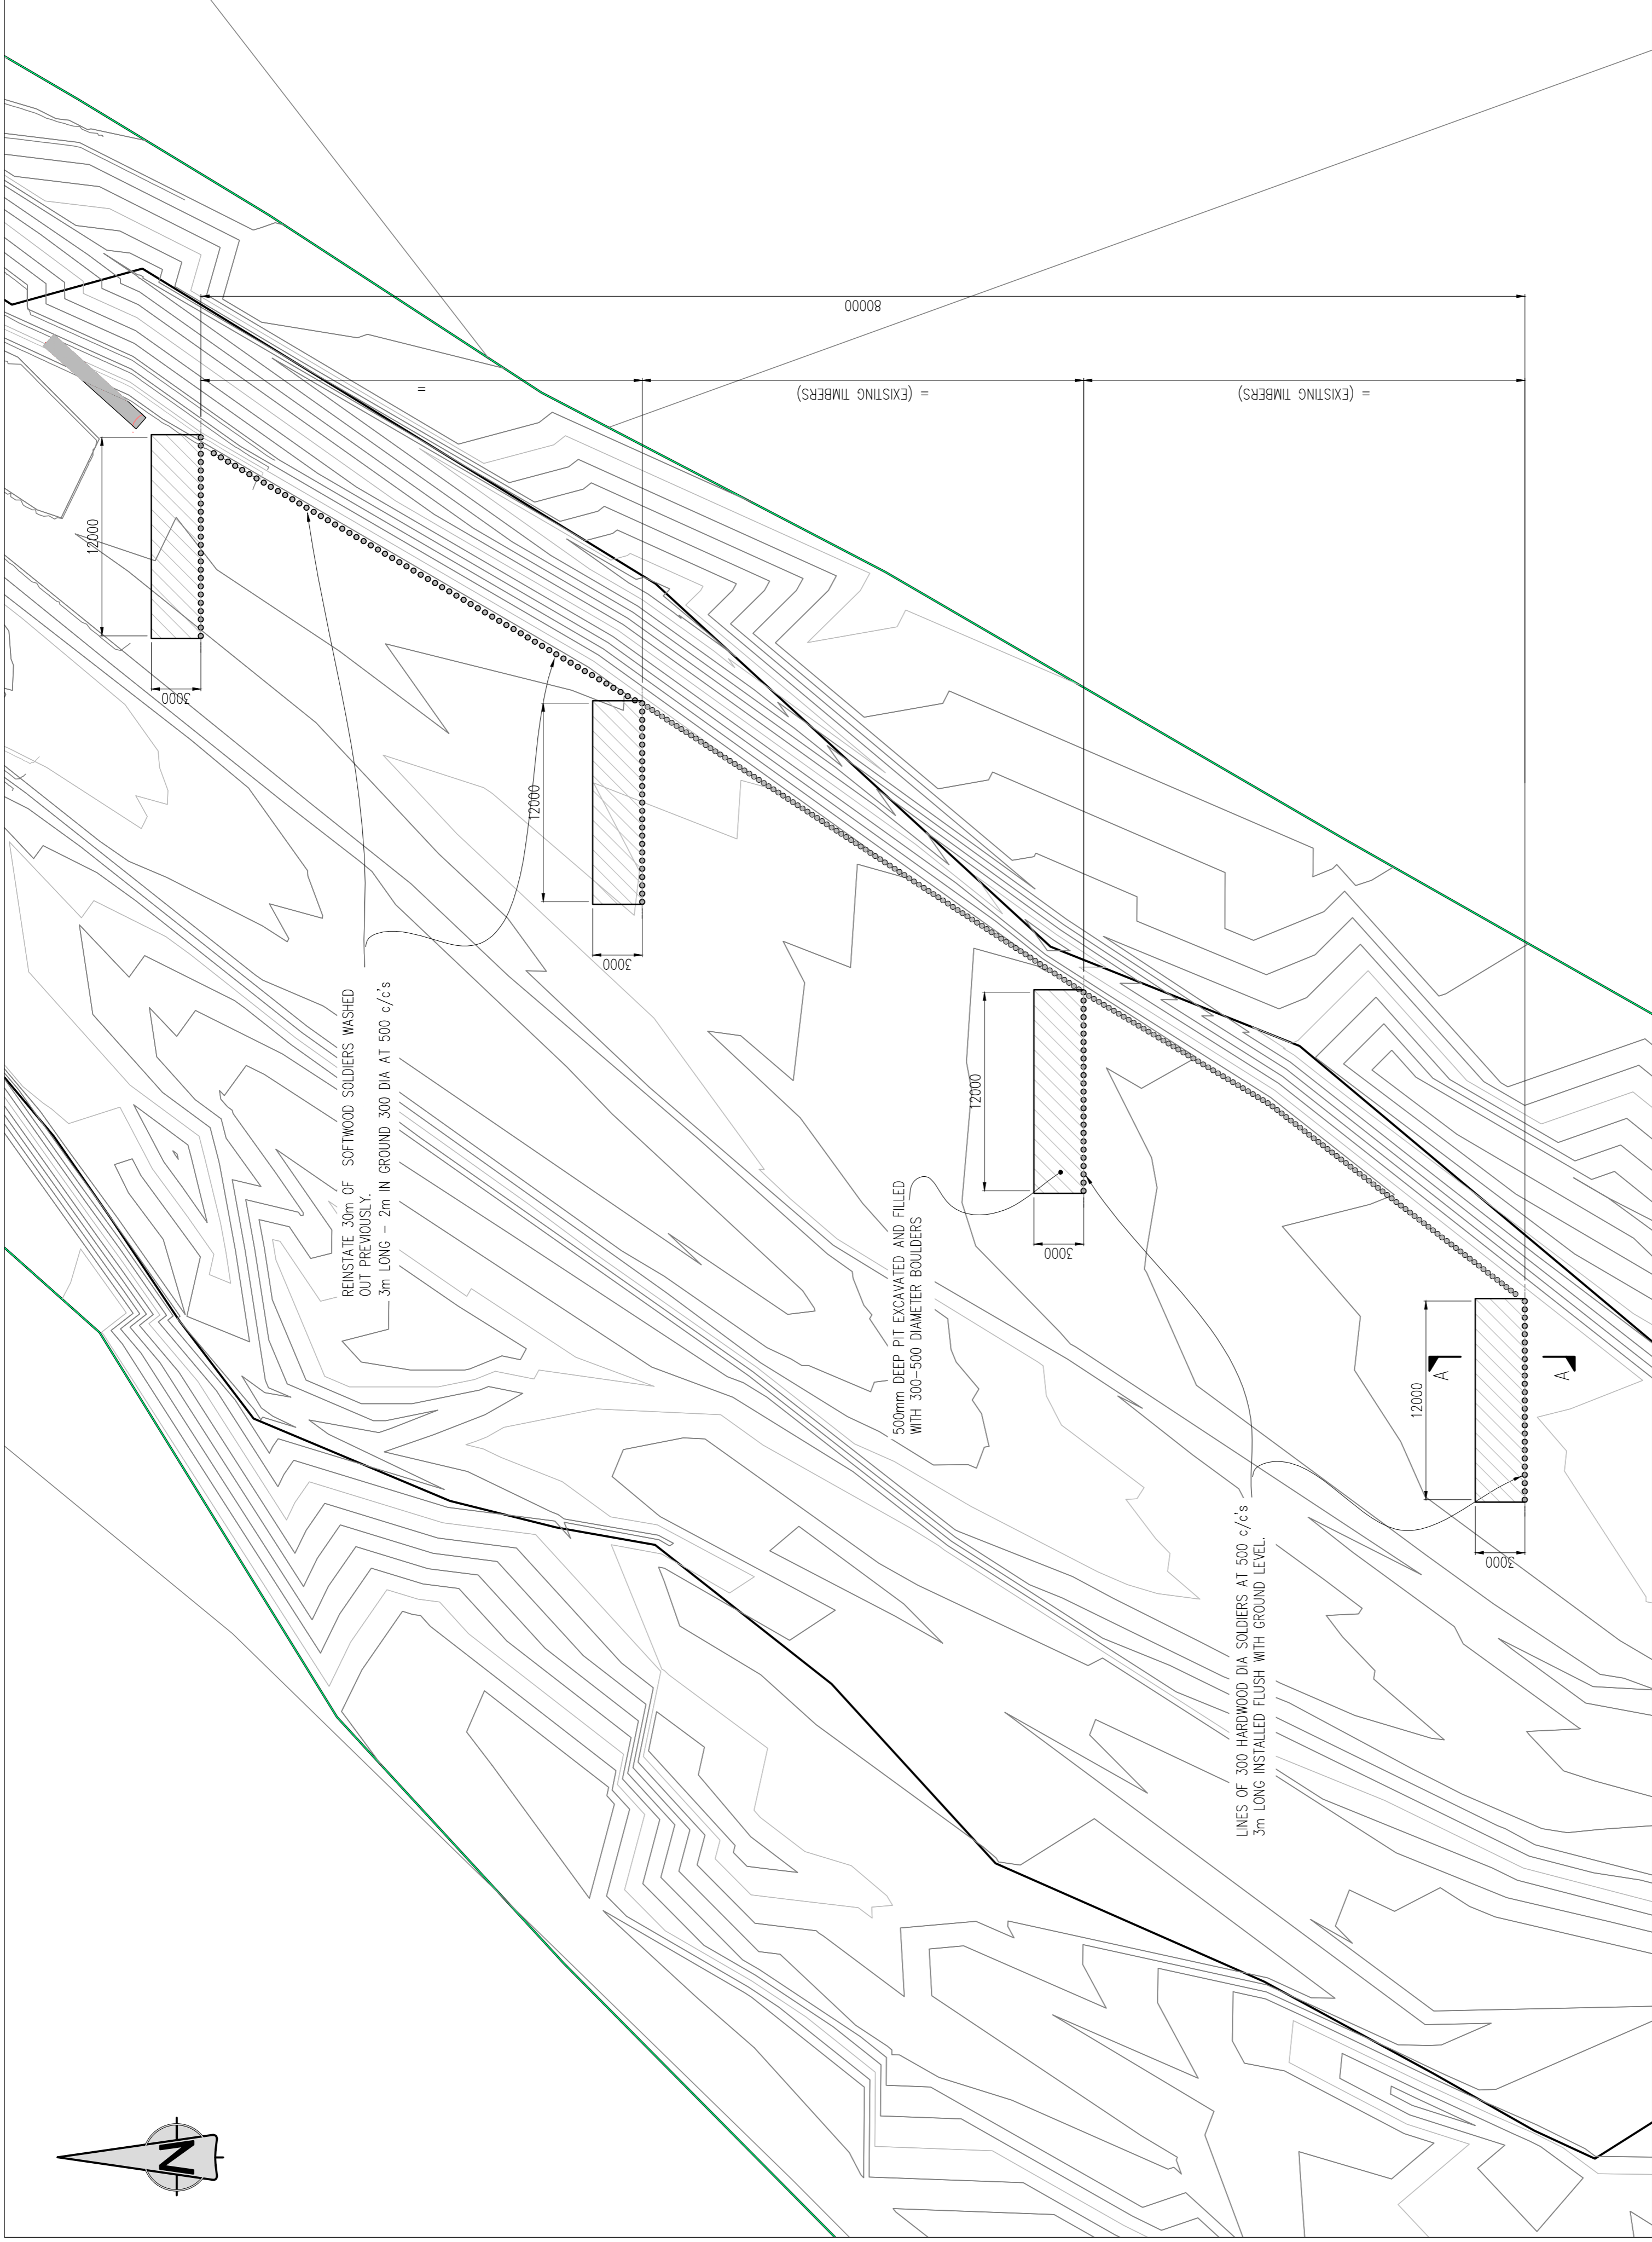 80000
=
= (EXISTING TIMBERS)
= (EXISTING TIMBERS)
12000
3000
12000
3000
REINSTATE 30m OF SOFTWOOD SOLDIERS WASHED
OUT PREVIOUSLY.
3m LONG - 2m IN GROUND 300 DIA AT 500 c/c's
12000
3000
500mm DEEP PIT EXCAVATED AND FILLED
WITH 300-500 DIAMETER BOULDERS
12000
3000
A
A
LINES OF 300 HARDWOOD DIA SOLDIERS AT 500 c/c's
3m LONG INSTALLED FLUSH WITH GROUND LEVEL.
N